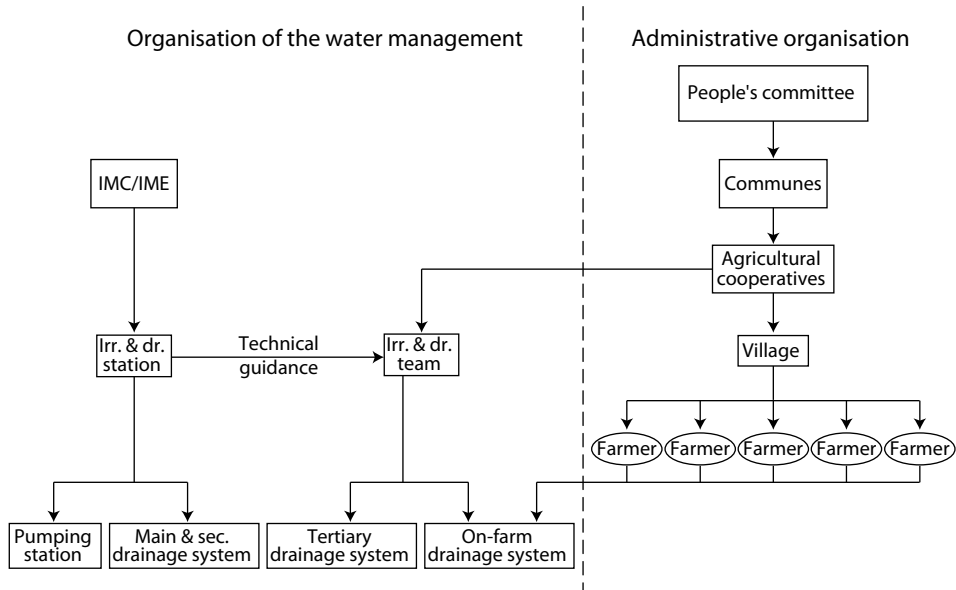 Organisation of the water management
Administrative organisation
People's committee
IMC/IME
Communes
Agricultural
cooperatives
Irr. & dr.
station
Technical
guidance
Irr. & dr.
team
Village
Farmer
Farmer
Farmer
Farmer
Farmer
Pumping
station
Main & sec.
drainage system
Tertiary
drainage system
On-farm
drainage system